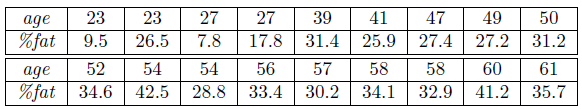 age 23 23 27 27 39 41 47 49 50
%fat 9.5 26.5 7.8 17.8 31.4 25.9 27.4 27.2 31.2
age 52 54 54 56 57 58 58 60 61
%fat 34.6 42.5 28.8 33.4 30.2 34.1 32.9 41.2 35.7